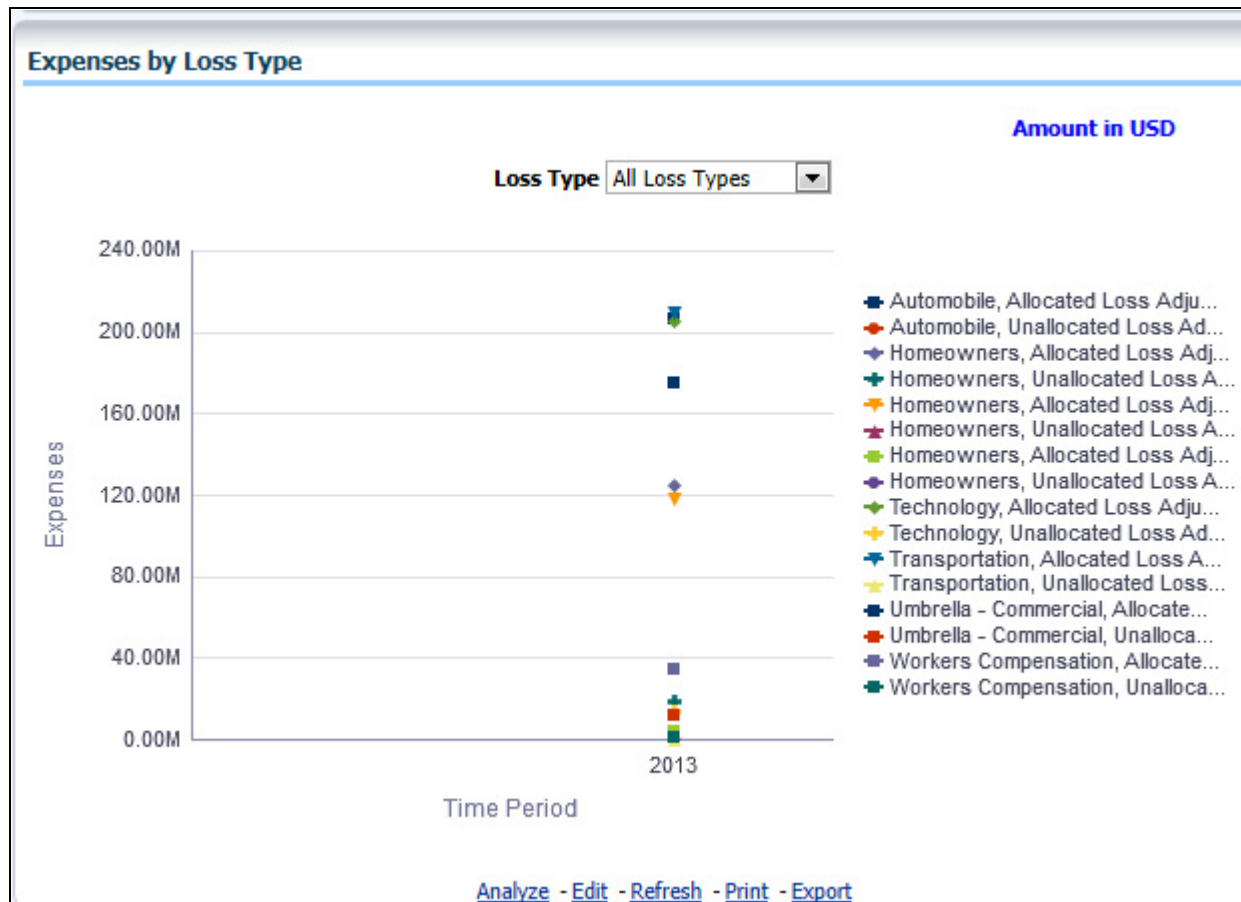 Expenses by Loss Type
Amount in USD
Loss Type All Loss Types
240.00M
200.00M
160.00M
120.00M
80.00M
40.00M
0.00M
Expenses
2013
Time Period
Automobile, Allocated Loss Adju...
Automobile, Unallocated Loss Ad...
Homeowners, Allocated Loss Adj...
Homeowners, Unallocated Loss A...
Homeowners, Allocated Loss Adj...
Homeowners, Unallocated Loss A...
Homeowners, Allocated Loss Adj...
Homeowners, Unallocated Loss A...
Technology, Allocated Loss Adju...
Technology, Unallocated Loss Ad...
Transportation, Allocated Loss A...
Transportation, Unallocated Loss...
Umbrella - Commercial, Allocate...
Umbrella - Commercial, Unalloca...
Workers Compensation, Allocate...
Workers Compensation, Unalloca...
Analyze - Edit - Refresh - Print - Export